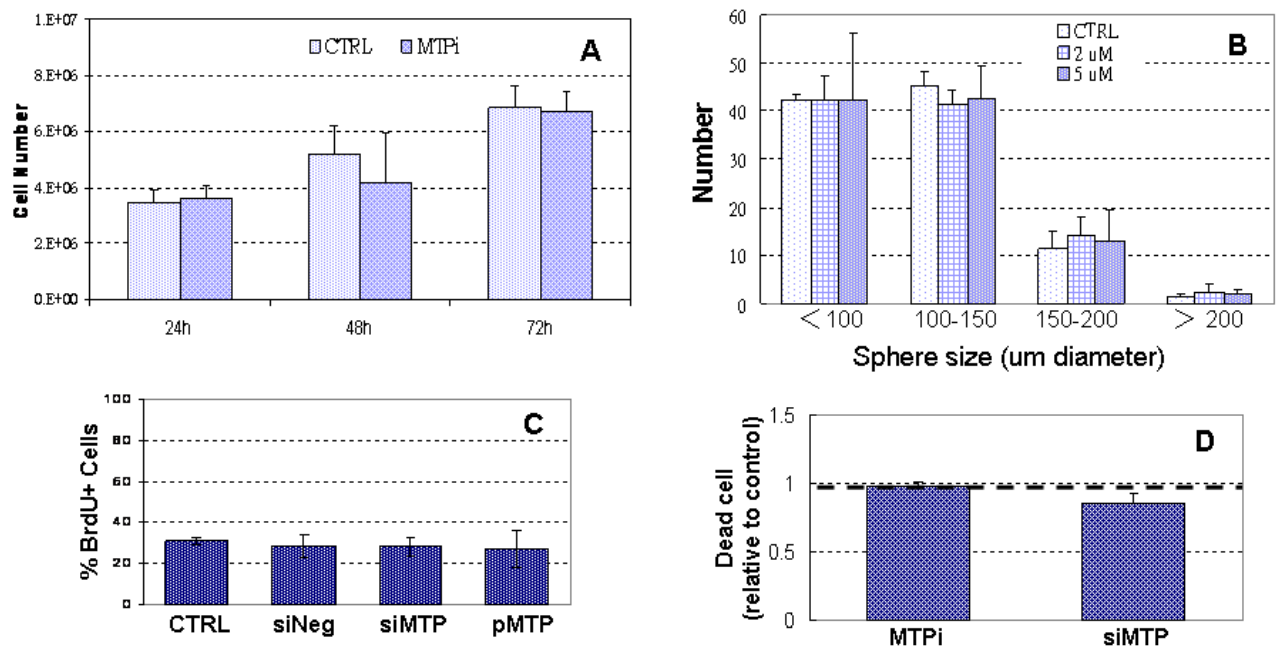 1.E+07
8.E+06
6.E+06
4.E+06
2.E+06
0.E+00
Cell Number
CTRL MTPi
A
24h 48h 72h
60
50
40
30
20
10
0
Number
CTRL
2 uM
5 uM
B
< 100 100-150 150-200 > 200
Sphere size (um diameter)
100
80
60
40
20
0
% BrdU+ Cells
C
CTRL siNeg siMTP pMTP
1.5
1
0.5
0
Dead cell
(relative to control)
D
MTPi siMTP